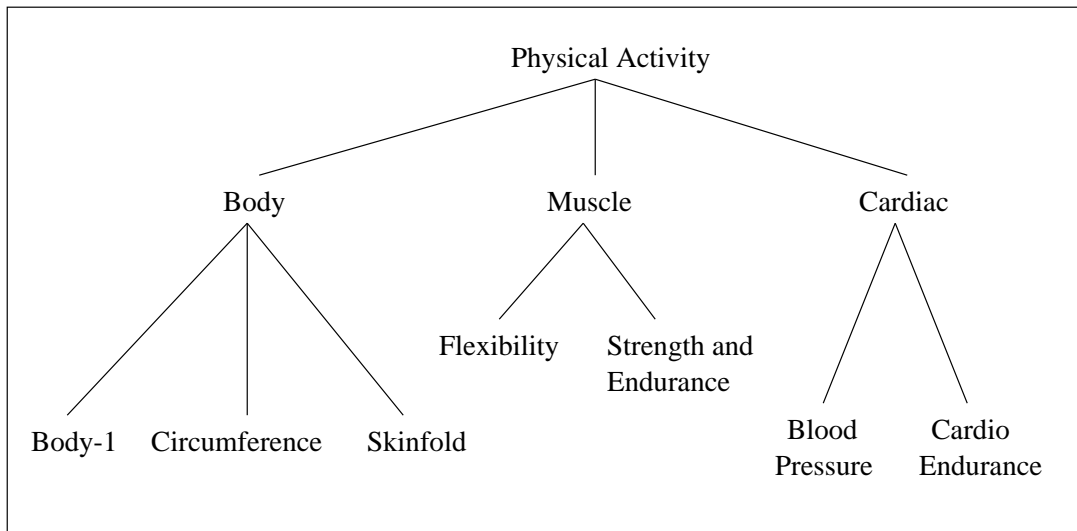 Physical Activity
Body
Muscle
Cardiac
Flexibility
Strength and
Endurance
Body-1
Circumference
Skinfold
Blood
Pressure
Cardio
Endurance